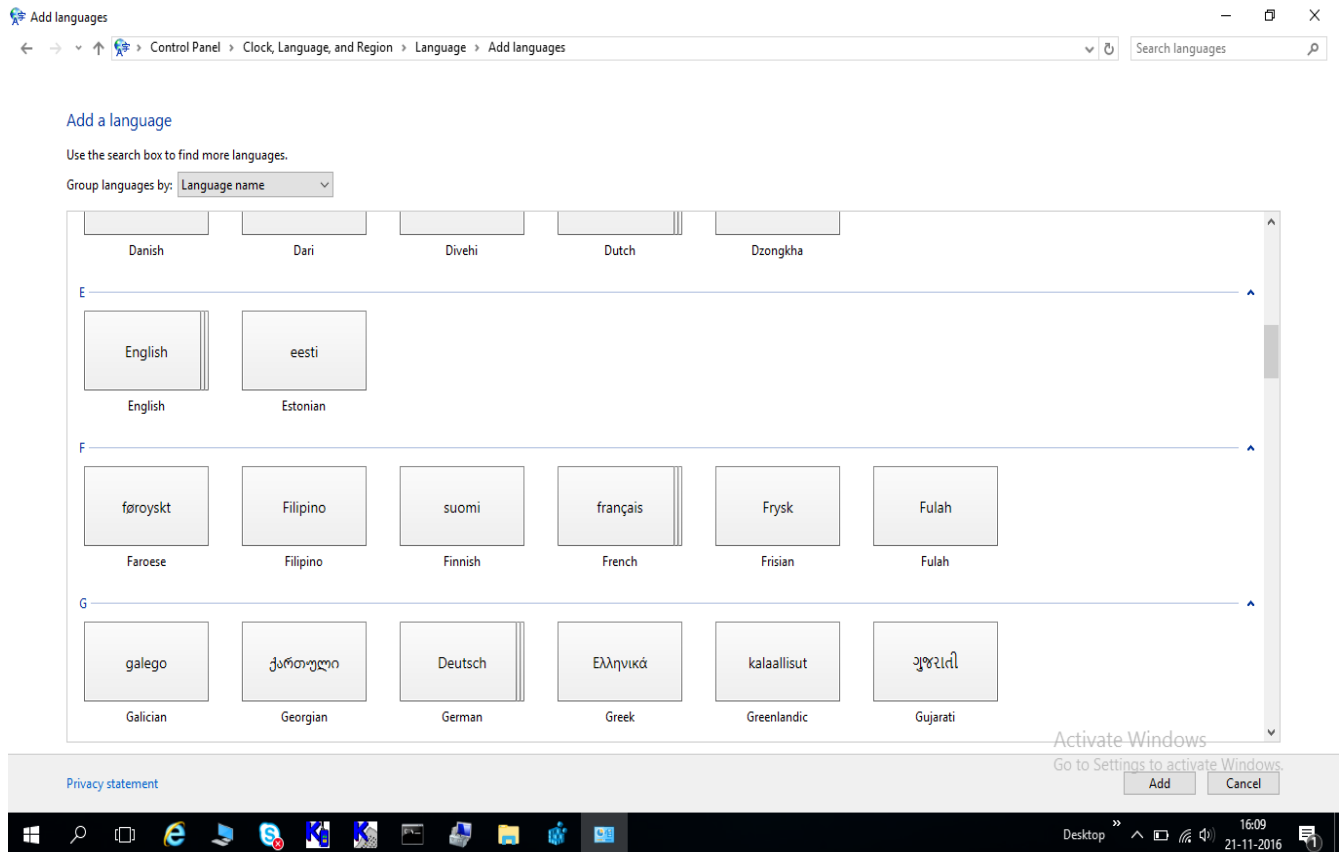 Add languages
Control Panel > Clock, Language, and Region > Language > Add languages
Search languages
Add a language
Use the search box to find more languages.
Group languages by: Language name
Danish Dari Divehi Dutch Dzongkha
E
English eesti
English Estonian
F
føroyskt Filipino suomi français Frysk Fulah
Faroese Filipino Finnish French Frisian Fulah
G
galego ქართული Deutsch Ελληνικά kalaallisut ગુજરાતી
Galician Georgian German Greek Greenlandic Gujarati
Activate Windows
Go to Settings to activate Windows.
Privacy statement Add Cancel
Desktop 16:09
21-11-2016
1